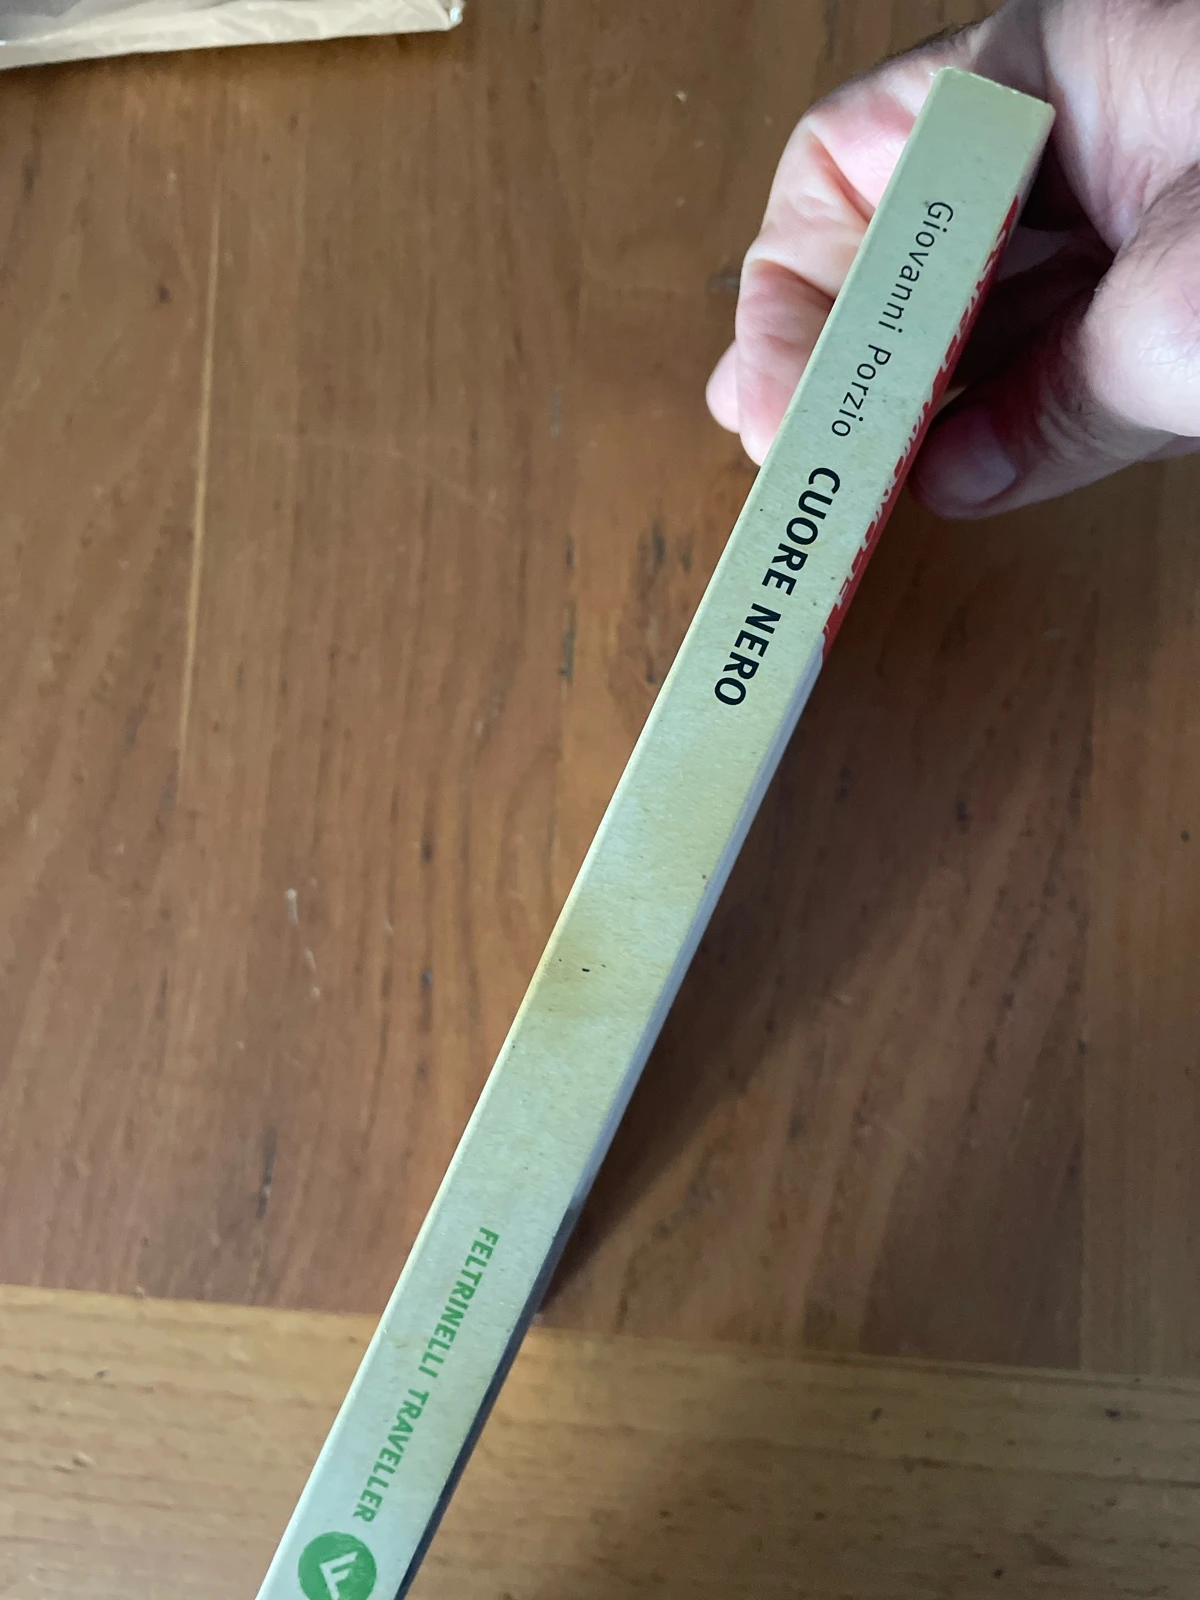 Giovanni Porzio CUORE NERO
FELTRINELLI TRAVELLER